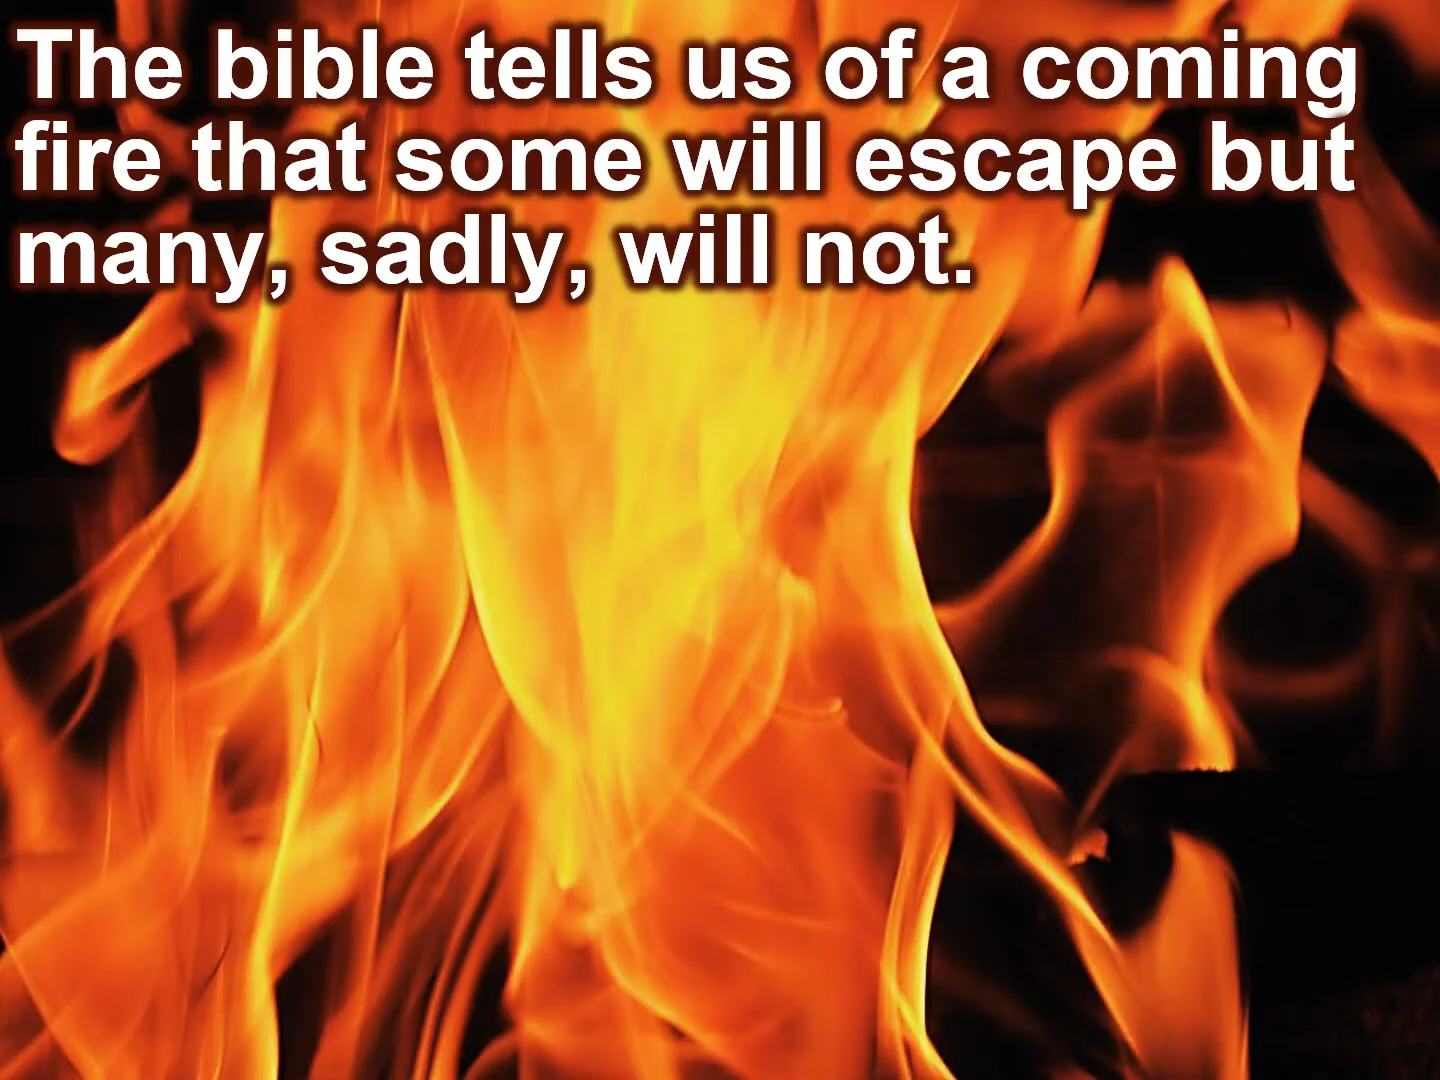 The bible tells us of a coming
fire that some will escape but
many, sadly, will not.